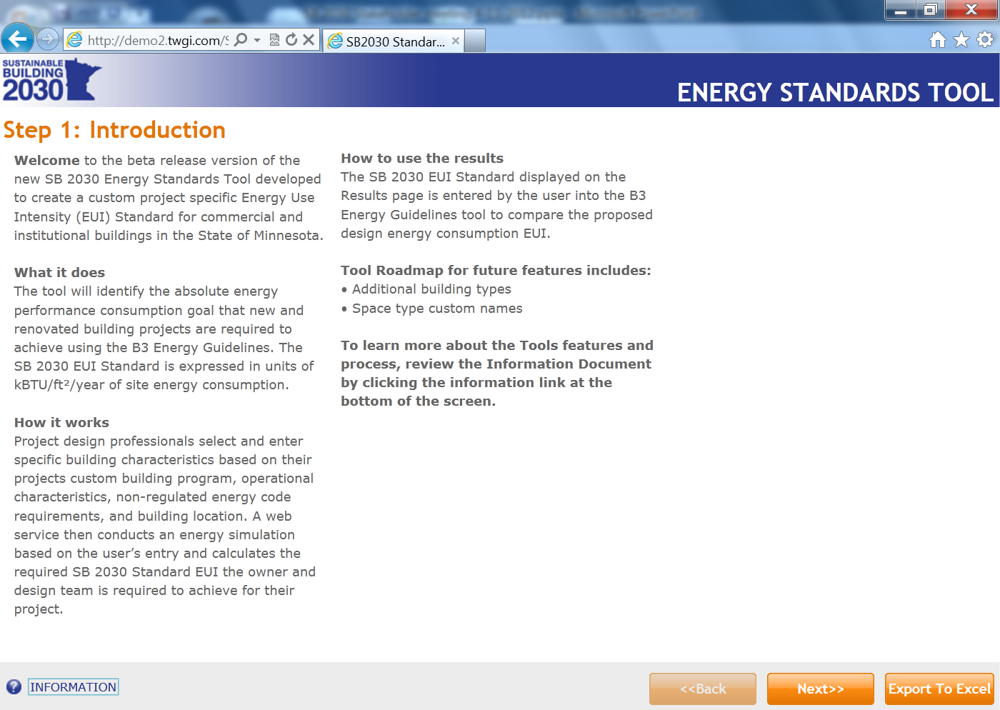 http://demo2.twgi.com/S
SB2030 Standar...
SUSTAINABLE
BUILDING
2030
ENERGY STANDARDS TOOL
Step 1: Introduction
Welcome to the beta release version of the
new SB 2030 Energy Standards Tool developed
to create a custom project specific Energy Use
Intensity (EUI) Standard for commercial and
institutional buildings in the State of Minnesota.
What it does
The tool will identify the absolute energy
performance consumption goal that new and
renovated building projects are required to
achieve using the B3 Energy Guidelines. The
SB 2030 EUI Standard is expressed in units of
kBTU/ft²/year of site energy consumption.
How it works
Project design professionals select and enter
specific building characteristics based on their
projects custom building program, operational
characteristics, non-regulated energy code
requirements, and building location. A web
service then conducts an energy simulation
based on the user’s entry and calculates the
required SB 2030 Standard EUI the owner and
design team is required to achieve for their
project.
How to use the results
The SB 2030 EUI Standard displayed on the
Results page is entered by the user into the B3
Energy Guidelines tool to compare the proposed
design energy consumption EUI.
Tool Roadmap for future features includes:
• Additional building types
• Space type custom names
To learn more about the Tools features and
process, review the Information Document
by clicking the information link at the
bottom of the screen.
? INFORMATION
<<Back
Next>>
Export To Excel